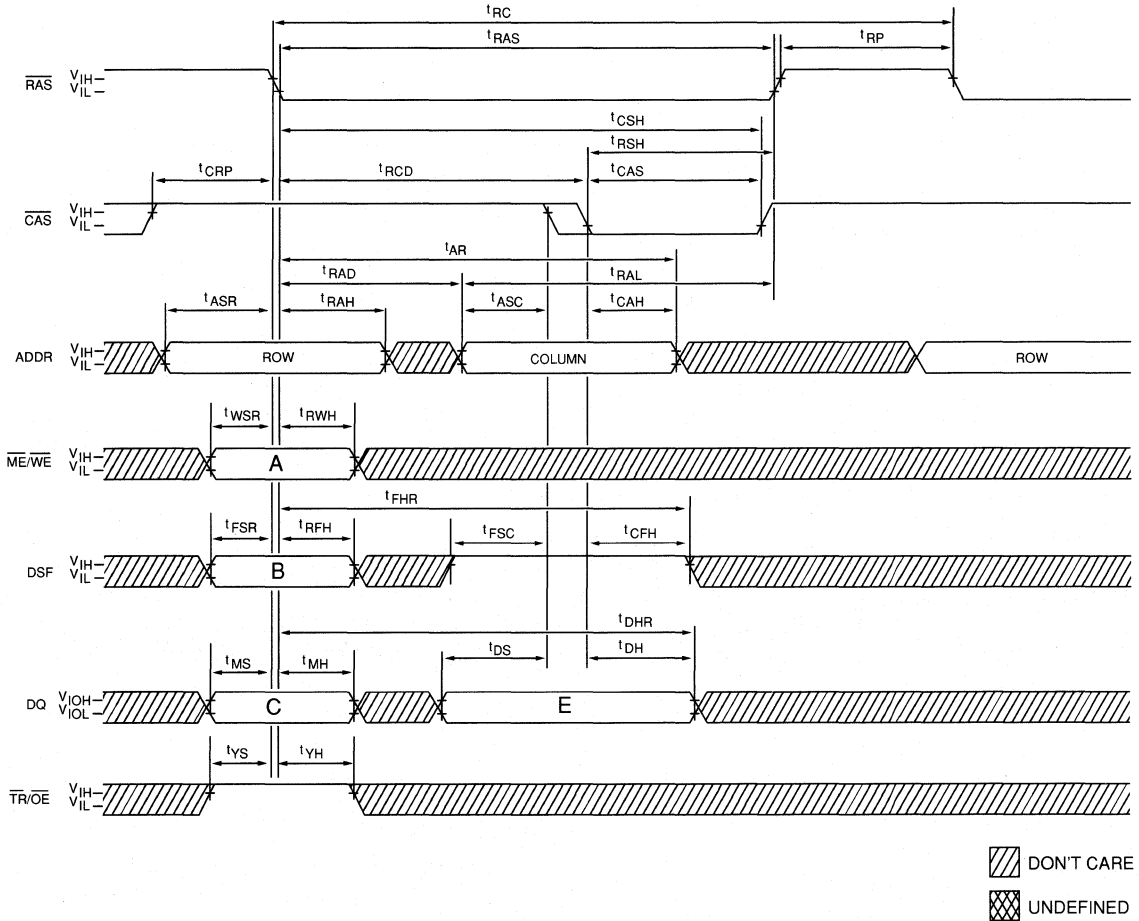 tRC
tRAS
tRP
RAS
VIH
VIL
tCSH
tRSH
tCRP
tRCD
tCAS
CAS
VIH
VIL
tAR
tRAD
tRAL
tASR
tRAH
tASC
tCAH
ADDR
VIH
VIL
ROW
COLUMN
ROW
tWSR
tRWH
ME/WE
VIH
VIL
A
tFHR
tFSR
tRFH
tFSC
tCFH
DSF
VIH
VIL
B
tDHR
tMS
tMH
tDS
tDH
DQ
VIOH
VIOL
C
E
tYS
tYH
TR/OE
VIH
VIL
DON'T CARE
UNDEFINED